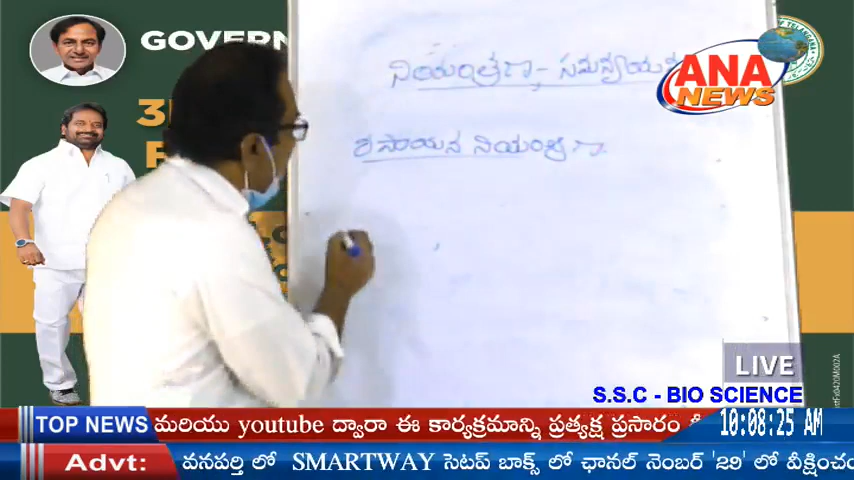 GOVERN
నియంత్రణ - సమన్వయ
ANA
NEWS
రసాయన నియంత్రణ
LIVE
S.S.C - BIO SCIENCE
TOP NEWS మరియు youtube ద్వారా ఈ కార్యక్రమాన్ని ప్రత్యక్ష ప్రసారం 10:08:25 AM
Advt: వనపర్తి లో SMARTWAY సెటప్ బాక్స్ లో ఛానల్ నెంబర్ '29' లో వీక్షించం